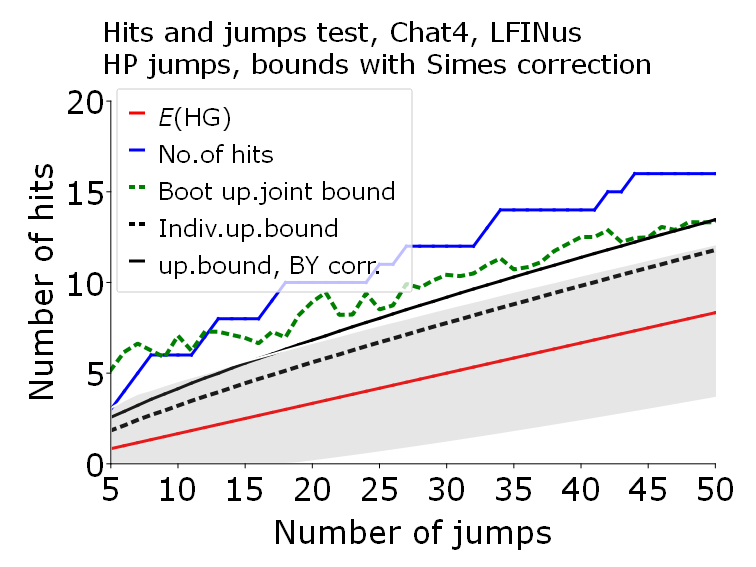 Hits and jumps test, Chat4, LFINus
HP jumps, bounds with Simes correction
E(HG)
No.of hits
Boot up.joint bound
Indiv.up.bound
up.bound, BY corr.
Number of hits
20
15
10
5
0
5 10 15 20 25 30 35 40 45 50
Number of jumps